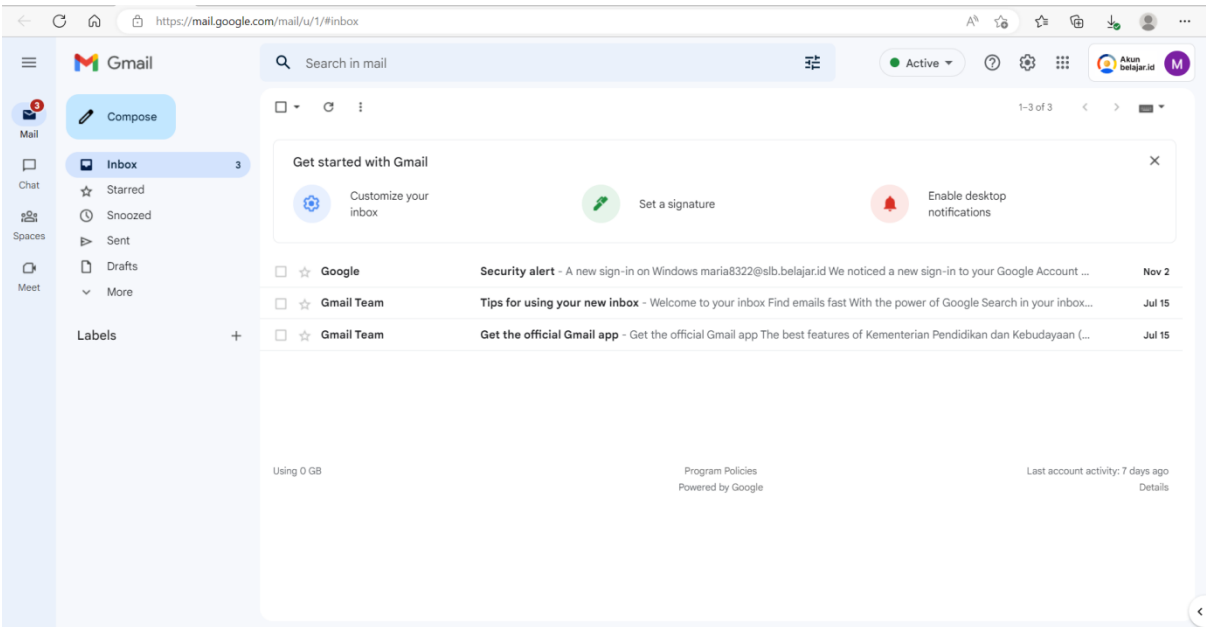 https://mail.google.com/mail/u/1/#inbox
Gmail
Search in mail
Active
Akun
belajar.id
M
3
Mail
Chat
Spaces
Meet
Compose
Inbox 3
Starred
Snoozed
Sent
Drafts
More
Labels
1–3 of 3
Get started with Gmail
Customize your
inbox
Set a signature
Enable desktop
notifications
Google Security alert - A new sign-in on Windows maria8322@slb.belajar.id We noticed a new sign-in to your Google Account ... Nov 2
Gmail Team Tips for using your new inbox - Welcome to your inbox Find emails fast With the power of Google Search in your inbox... Jul 15
Gmail Team Get the official Gmail app - Get the official Gmail app The best features of Kementerian Pendidikan dan Kebudayaan (... Jul 15
Using 0 GB
Program Policies
Powered by Google
Last account activity: 7 days ago
Details